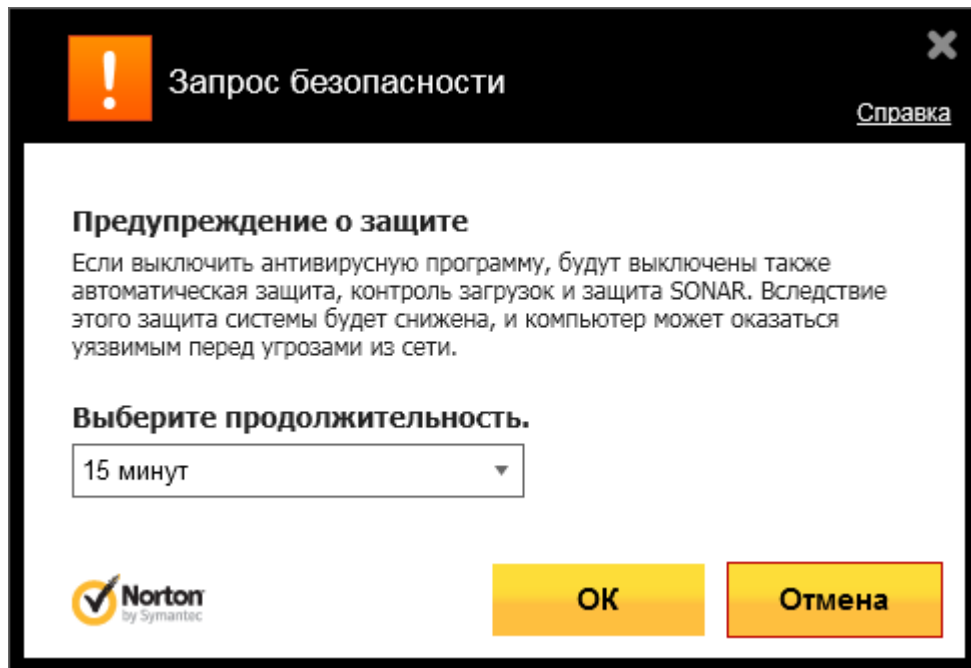 Запрос безопасности
Справка
Предупреждение о защите
Если выключить антивирусную программу, будут выключены также
автоматическая защита, контроль загрузок и защита SONAR. Вследствие
этого защита системы будет снижена, и компьютер может оказаться
уязвимым перед угрозами из сети.
Выберите продолжительность.
15 минут
Norton
by Symantec
ОК
Отмена